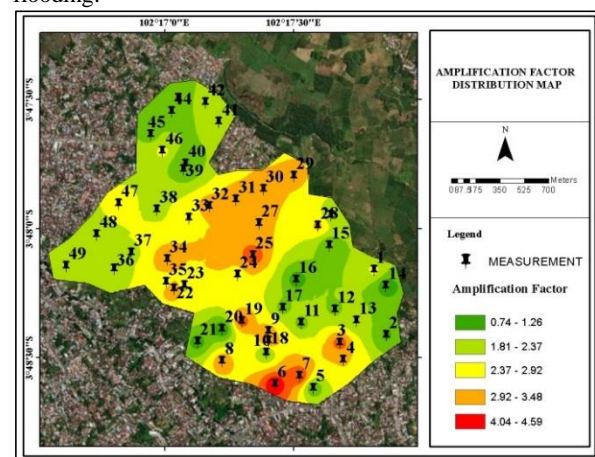 flooding.
102°17'0"E 102°17'30"E
3°47'30"S
3°48'0"S
3°48'30"S
44
42
41
45
46
40
39
29
30
47
38
33
32
31
27
28
15
48
37
49
36
34
25
24
1
14
16
35
23
22
17
12
13
2
11
19
20
21
9
18
10
8
3
4
7
6
5
AMPLIFICATION FACTOR
DISTRIBUTION MAP
N
350 525 700
Meters
Legend
MEASUREMENT
Amplification Factor
0.74 - 1.26
1.81 - 2.37
2.37 - 2.92
2.92 - 3.48
4.04 - 4.59